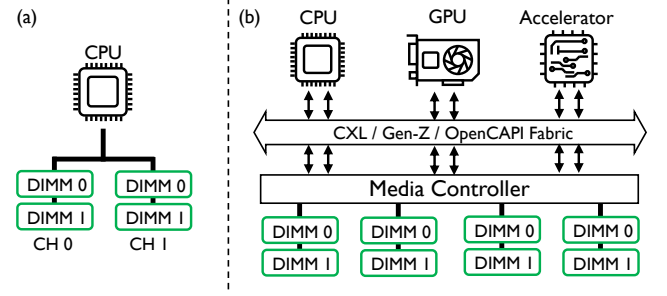 (a)
CPU
DIMM 0 DIMM 0
DIMM 1 DIMM 1
CH 0 CH 1
(b)
CPU GPU Accelerator
CXL / Gen-Z / OpenCAPI Fabric
Media Controller
DIMM 0 DIMM 0 DIMM 0 DIMM 0
DIMM 1 DIMM 1 DIMM 1 DIMM 1